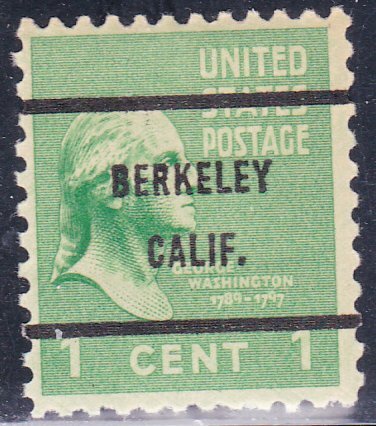 UNITED
STATES
POSTAGE
BERKELEY
CALIF.
GEORGE
WASHINGTON
1789-1797
1 CENT 1